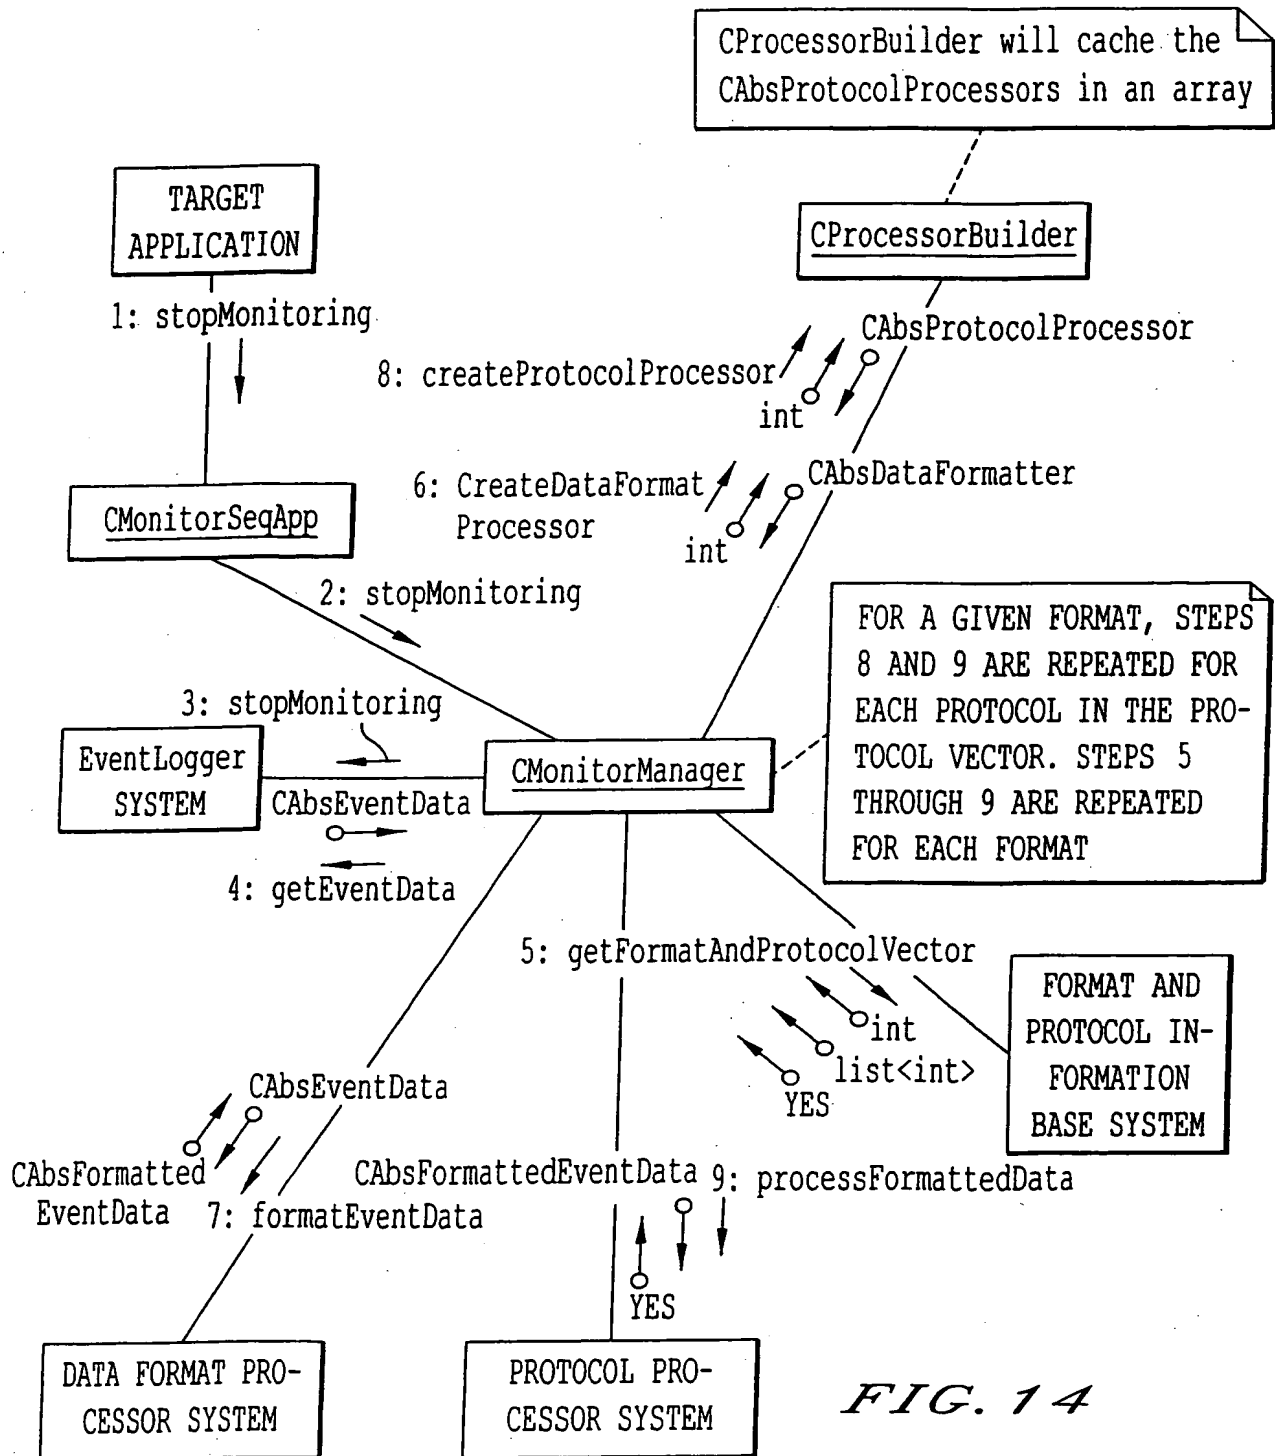 CProcessorBuilder will cache the
CAbsProtocolProcessors in an array
TARGET
APPLICATION
CProcessorBuilder
1: stopMonitoring
CAbsProtocolProcessor
8: createProtocolProcessor
int
CAbsDataFormatter
6: CreateDataFormat
Processor
int
CMonitorSeqApp
2: stopMonitoring
FOR A GIVEN FORMAT, STEPS
8 AND 9 ARE REPEATED FOR
EACH PROTOCOL IN THE PRO-
TOCOL VECTOR. STEPS 5
THROUGH 9 ARE REPEATED
FOR EACH FORMAT
3: stopMonitoring
EventLogger
SYSTEM
CMonitorManager
CAbsEventData
4: getEventData
5: getFormatAndProtocolVector
int
list<int>
YES
FORMAT AND
PROTOCOL IN-
FORMATION
BASE SYSTEM
CAbsEventData
CAbsFormatted
EventData
7: formatEventData
CAbsFormattedEventData
9: processFormattedData
YES
DATA FORMAT PRO-
CESSOR SYSTEM
PROTOCOL PRO-
CESSOR SYSTEM
FIG. 14